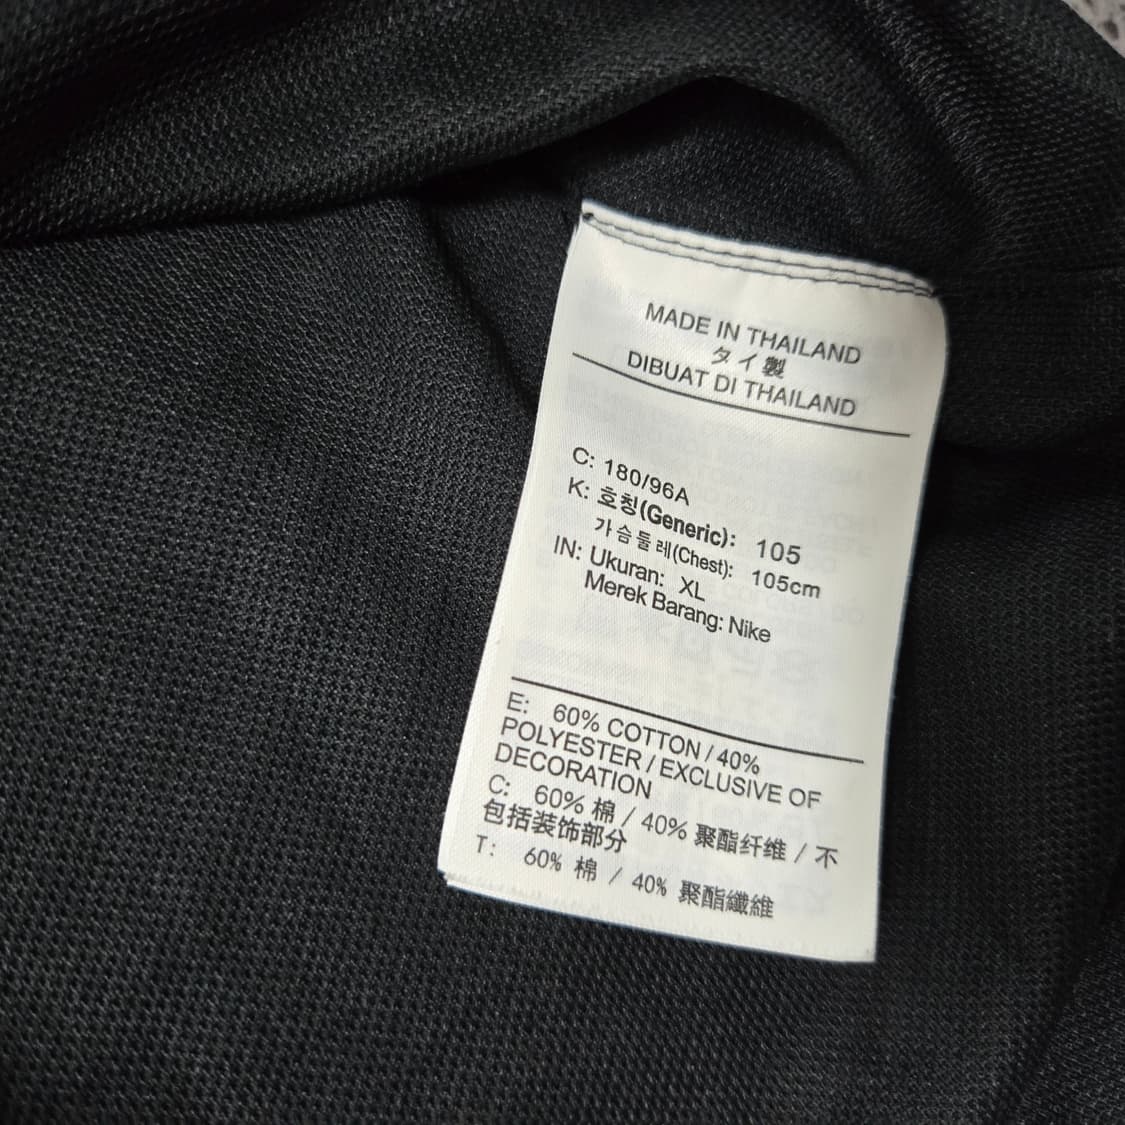 MADE IN THAILAND
タイ製
DIBUAT DI THAILAND
C: 180/96A
K: 호칭(Generic): 105
가슴둘레(Chest): 105cm
IN: Ukuran: XL
Merek Barang: Nike
E: 60% COTTON / 40%
POLYESTER / EXCLUSIVE OF
DECORATION
C: 60% 棉 / 40% 聚酯纤维 / 不
包括装饰部分
T: 60% 棉 / 40% 聚酯纖維